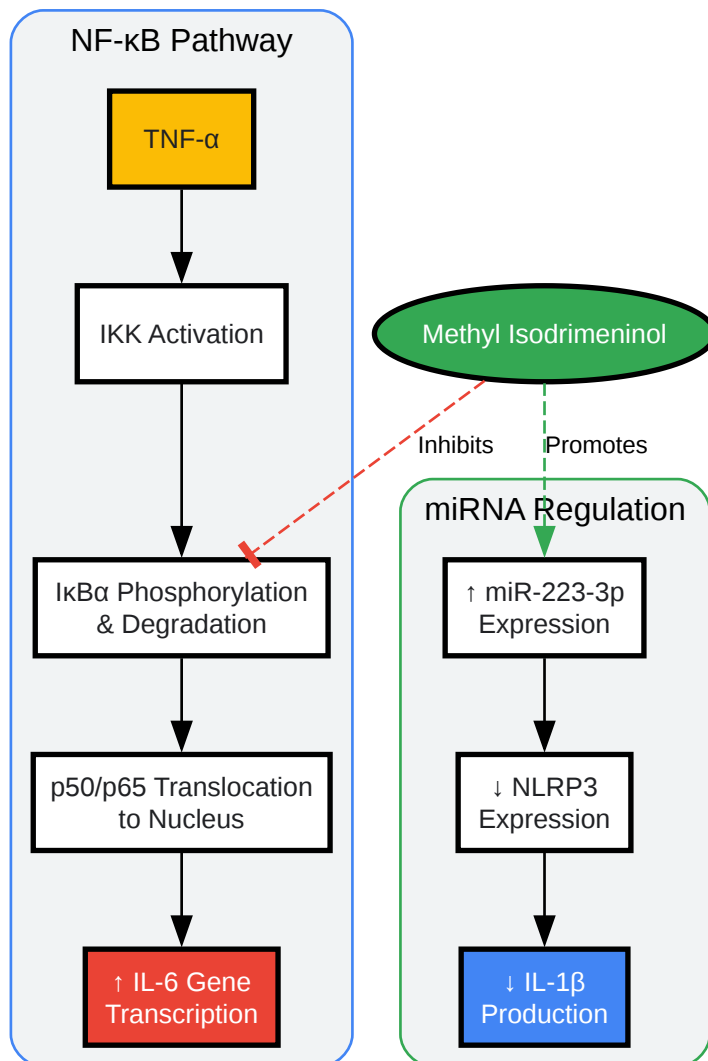 NF-κB Pathway
TNF-α
IKK Activation
Methyl Isodrimeninol
Inhibits
Promotes
miRNA Regulation
IκBα Phosphorylation
& Degradation
↑ miR-223-3p
Expression
p50/p65 Translocation
to Nucleus
↓ NLRP3
Expression
↑ IL-6 Gene
Transcription
↓ IL-1β
Production